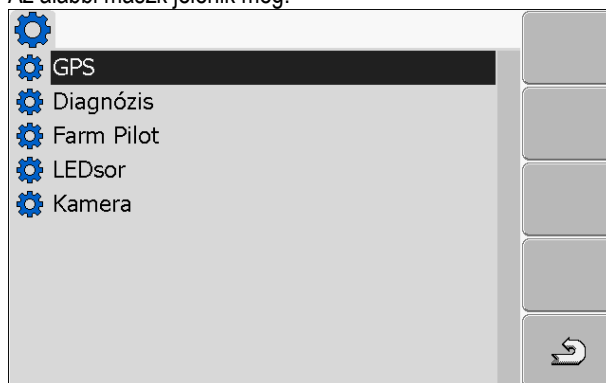 Az alábbi maszk jelenik meg:
GPS
Diagnózis
Farm Pilot
LEDsor
Kamera